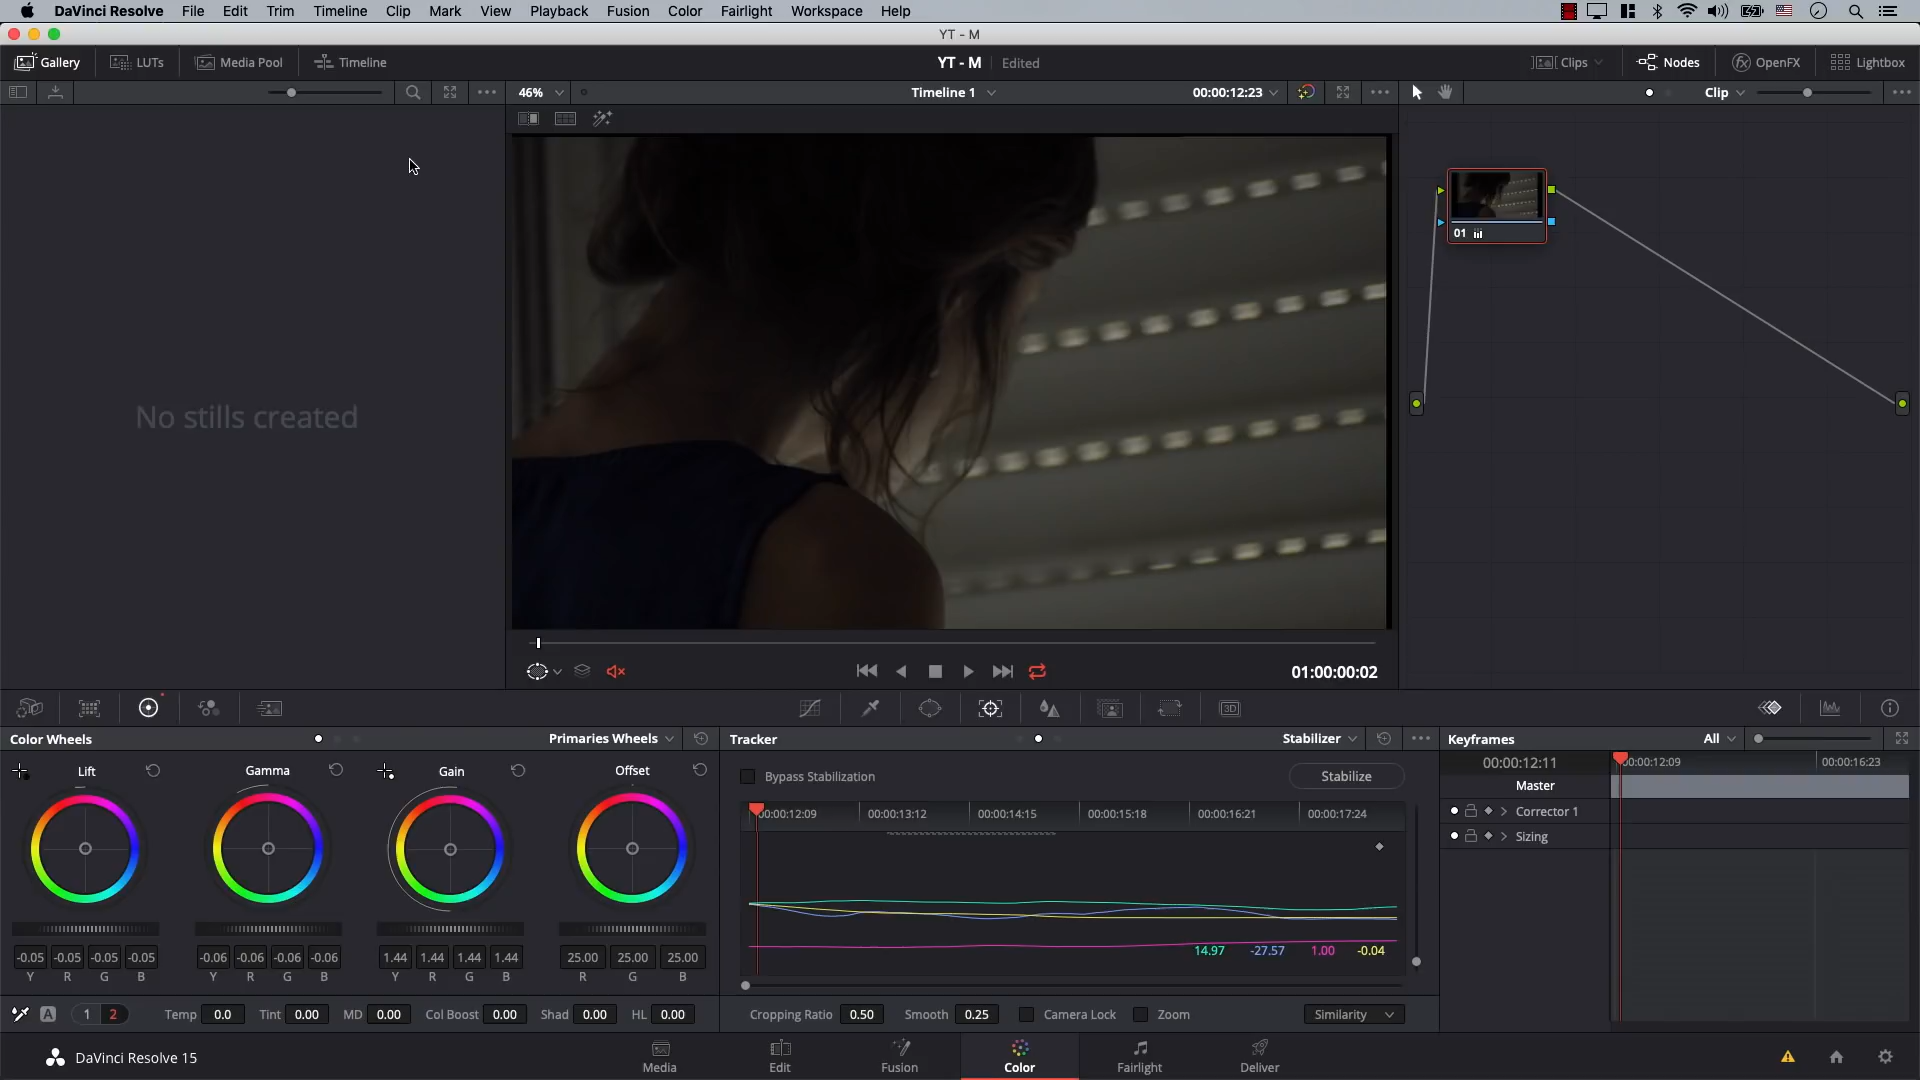 DaVinci Resolve File Edit Trim Timeline Clip Mark View Playback Fusion Color Fairlight Workspace Help
YT - M
Gallery LUTs Media Pool Timeline YT - M Edited Clips Nodes OpenFX Lightbox
46% Timeline 1 00:00:12:23 Clip
01
No stills created
01:00:00:02
3D
Color Wheels Primaries Wheels Tracker Stabilizer Keyframes All
Lift Gamma Gain Offset
Bypass Stabilization Stabilize
00:00:12:11 00:00:12:09 00:00:16:23
Master
00:00:12:09 00:00:13:12 00:00:14:15 00:00:15:18 00:00:16:21 00:00:17:24
Corrector 1
Sizing
14.97 -27.57 1.00 -0.04
-0.05 -0.05 -0.05 -0.05 -0.06 -0.06 -0.06 -0.06 1.44 1.44 1.44 1.44 25.00 25.00 25.00
Y R G B Y R G B Y R G B R G B
A 1 2 Temp 0.0 Tint 0.00 MD 0.00 Col Boost 0.00 Shad 0.00 HL 0.00
Cropping Ratio 0.50 Smooth 0.25 Camera Lock Zoom Similarity
DaVinci Resolve 15 Media Edit Fusion Color Fairlight Deliver